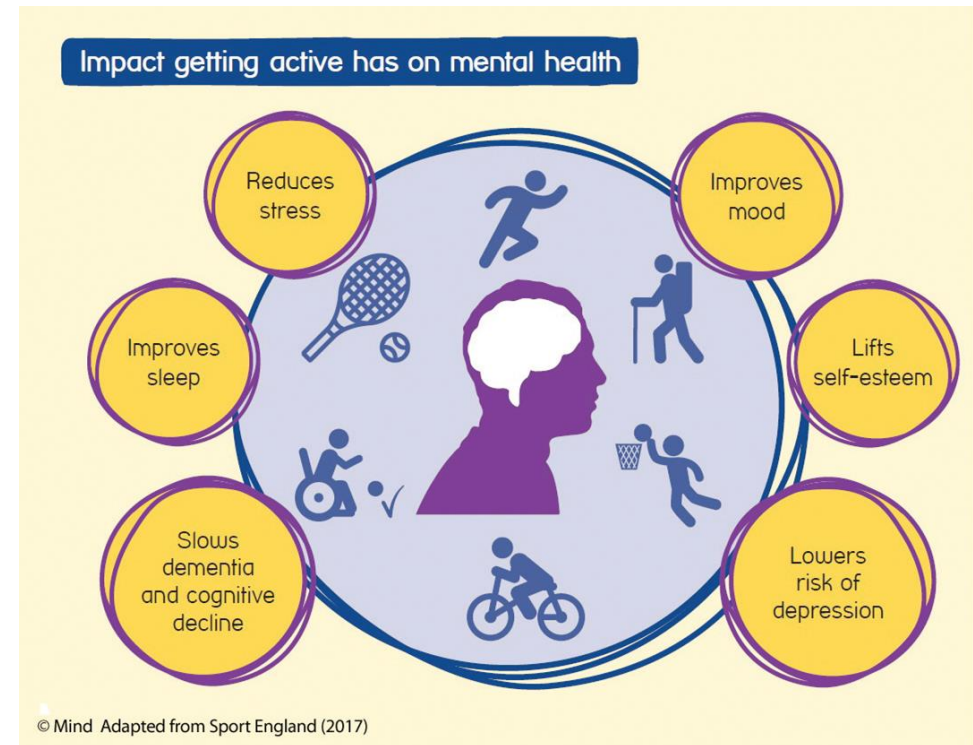 Impact getting active has on mental health
Reduces
stress
Improves
mood
Improves
sleep
Lifts
self-esteem
Slows
dementia
and cognitive
decline
Lowers
risk of
depression
© Mind Adapted from Sport England (2017)